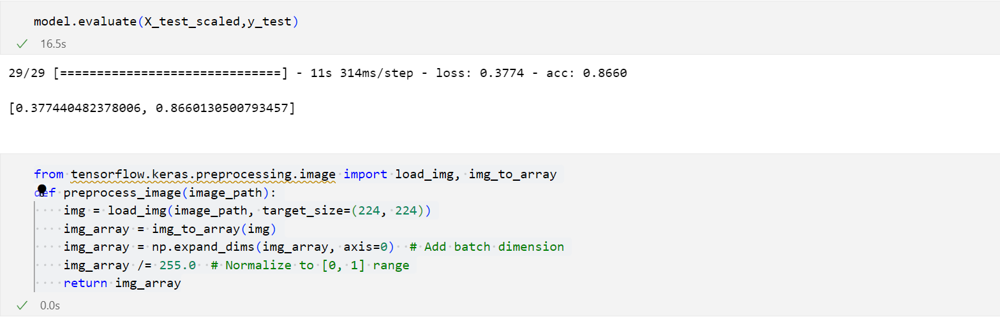 model.evaluate(X_test_scaled,y_test)
16.5s
29/29 [==============================] - 11s 314ms/step - loss: 0.3774 - acc: 0.8660
[0.377440482378006, 0.8660130500793457]
from tensorflow.keras.preprocessing.image import load_img, img_to_array
def preprocess_image(image_path):
    img = load_img(image_path, target_size=(224, 224))
    img_array = img_to_array(img)
    img_array = np.expand_dims(img_array, axis=0)  # Add batch dimension
    img_array /= 255.0  # Normalize to [0, 1] range
    return img_array
0.0s